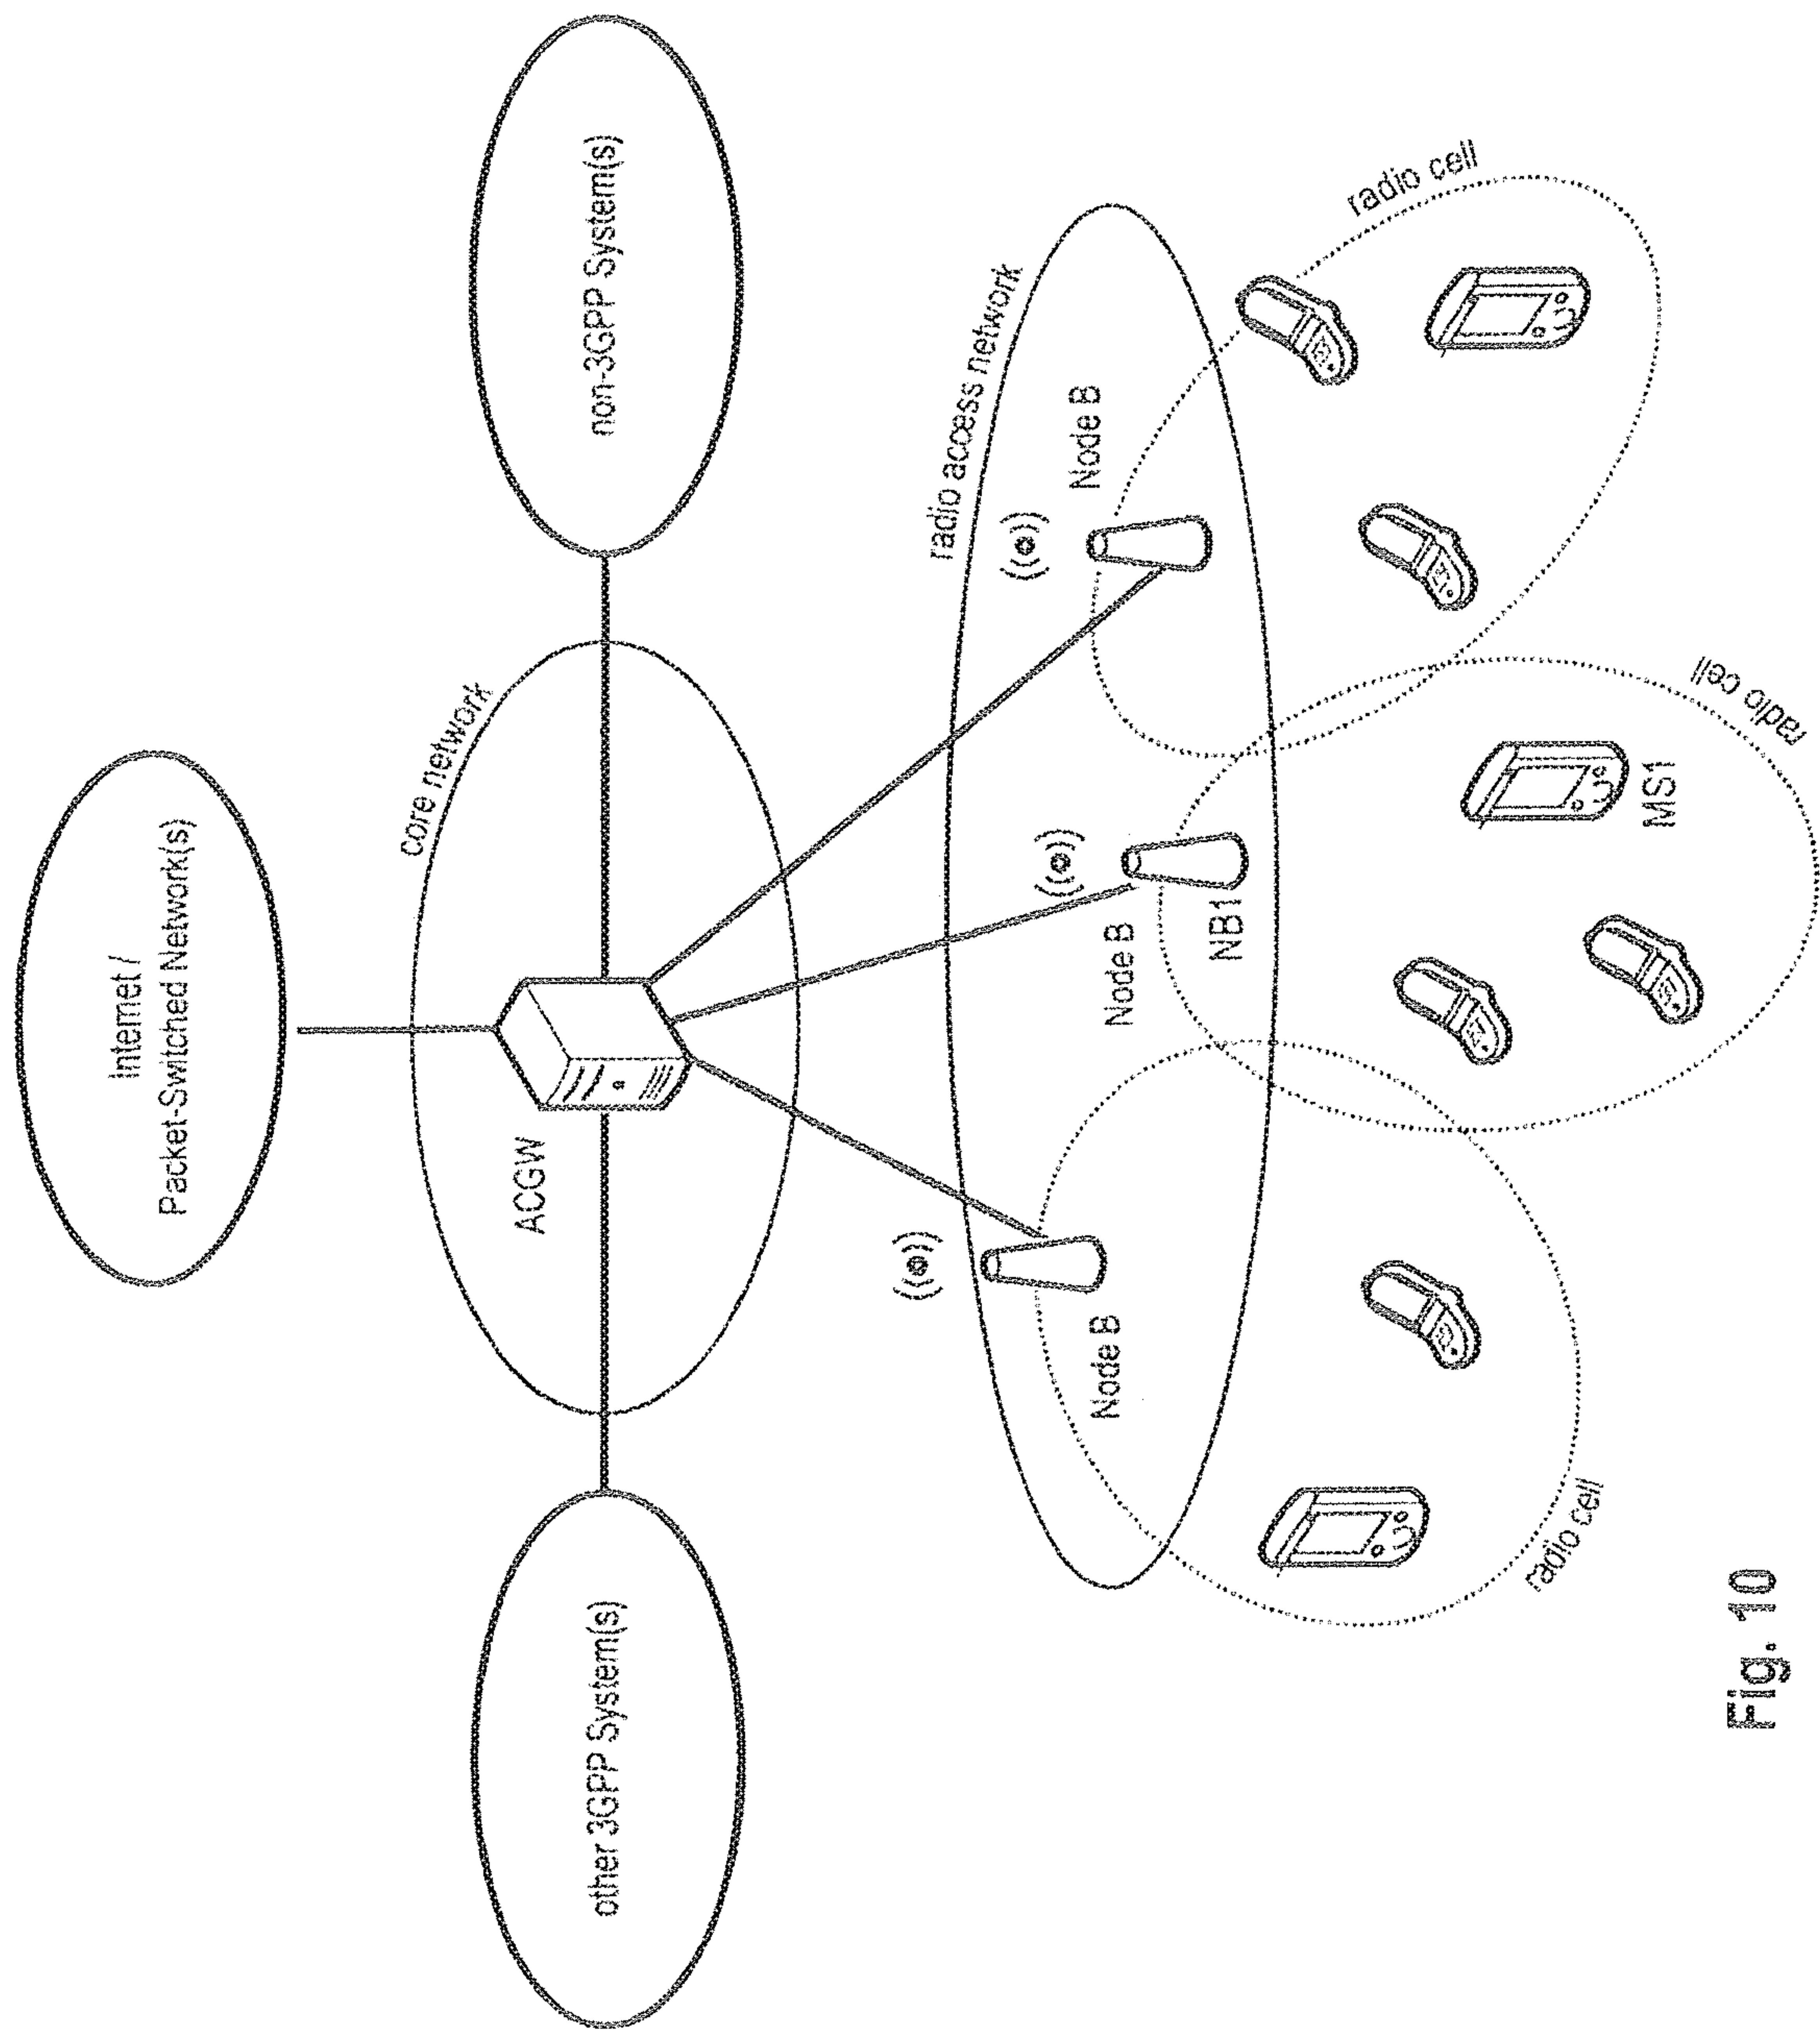 Internet /
Packet-Switched Network(s)
core network
other 3GPP System(s)
ACGW
non-3GPP System(s)
radio access network
Node B
Node B
Node B
NB1
radio cell
MS1
radio cell
radio cell
Fig. 10